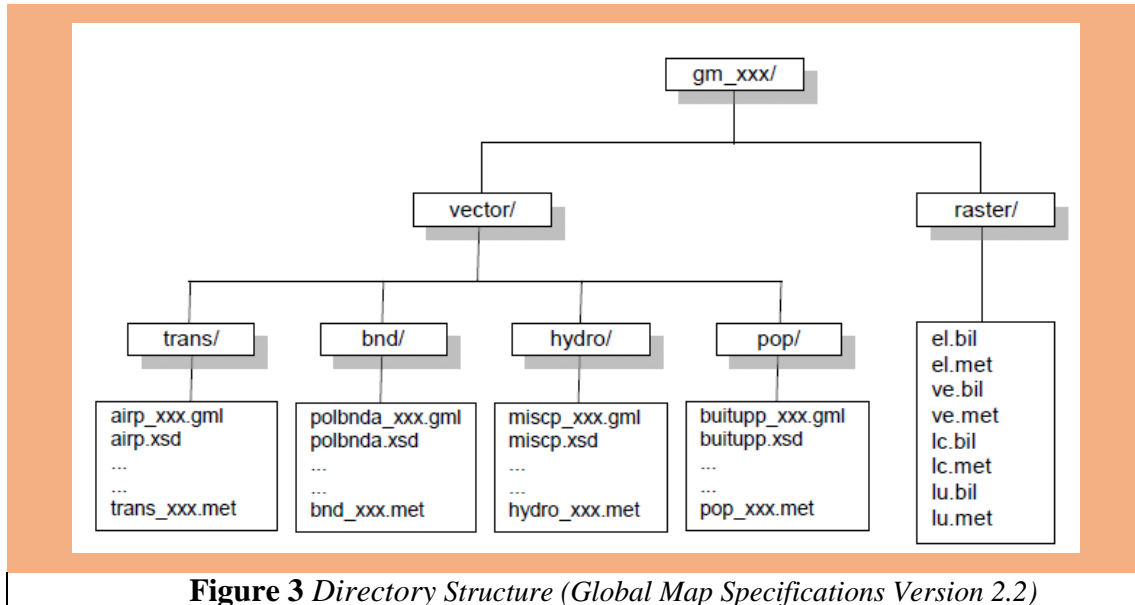 gm_xxx/
vector/
raster/
trans/
bnd/
hydro/
pop/
airp_xxx.gml
airp.xsd
...
...
trans_xxx.met
polbnda_xxx.gml
polbnda.xsd
...
...
bnd_xxx.met
miscp_xxx.gml
miscp.xsd
...
...
hydro_xxx.met
buitupp_xxx.gml
buitupp.xsd
...
...
pop_xxx.met
el.bil
el.met
ve.bil
ve.met
lc.bil
lc.met
lu.bil
lu.met
Figure 3 Directory Structure (Global Map Specifications Version 2.2)